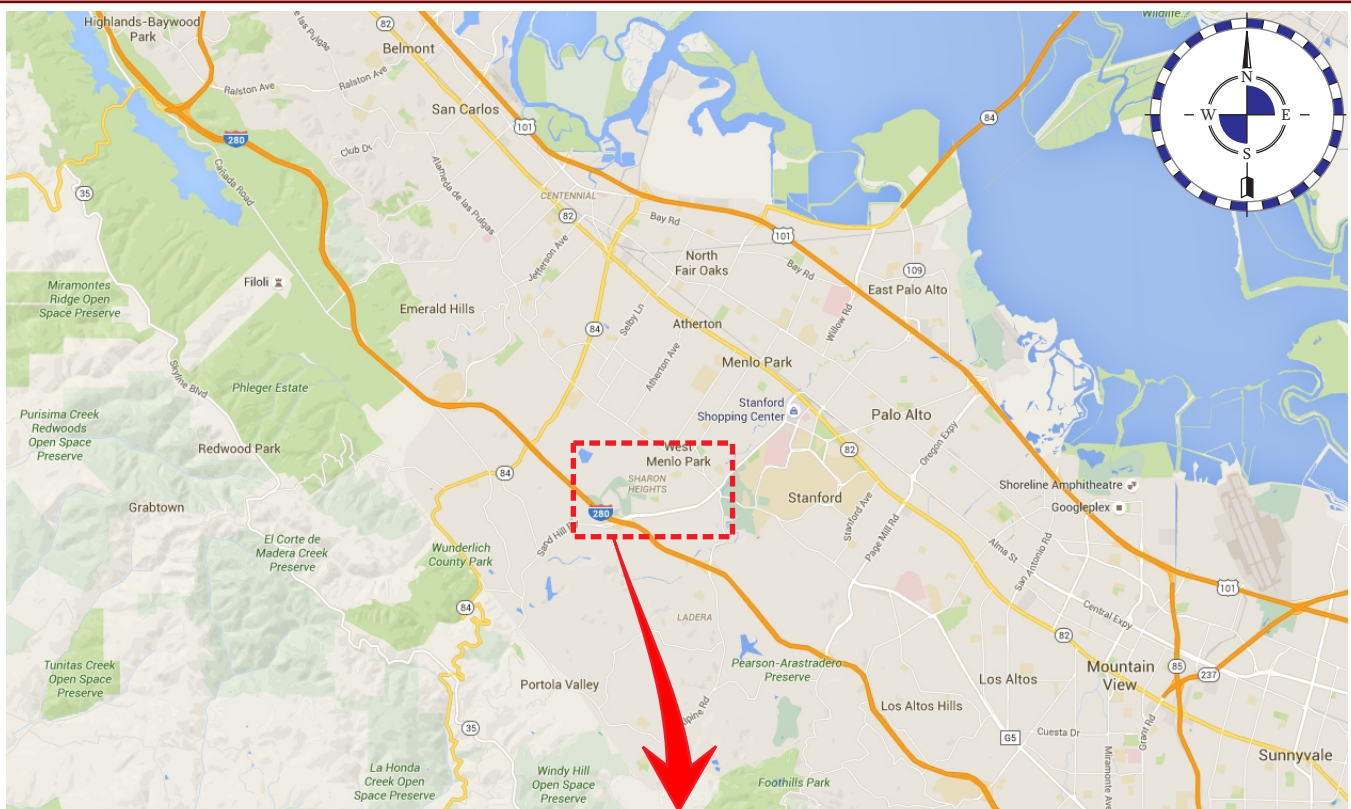 Highlands-Baywood
Park
de las Pulgas
82
Belmont
Wildlife...
Ralston Ave
Ralston Ave
San Carlos
101
84
280
Club Dr
Cañada Road
35
Alameda de las Pulgas
CENTENNIAL
82
Bay Rd
101
Jefferson Ave
North
Fair Oaks
Bay Rd
109
East Palo Alto
Filoli
Miramontes
Ridge Open
Space Preserve
Emerald Hills
84
Selby Ln
Atherton
Willow Rd
Atherton Ave
Menlo Park
Skyline Blvd
Phleger Estate
Stanford
Shopping Center
Palo Alto
Purisima Creek
Redwoods
Open Space
Preserve
Redwood Park
West
Menlo Park
82
Oregon Expy
84
SHARON
HEIGHTS
Stanford
Shoreline Amphitheatre
Googleplex
Grabtown
280
Sand Hill Rd
Stanford Ave
Page Mill Rd
El Corte de
Madera Creek
Preserve
Wunderlich
County Park
Alma St
San Antonio Rd
101
84
LADERA
Central Expy
82
Tunitas Creek
Open Space
Preserve
Pearson-Arastradero
Preserve
Mountain
View
85
237
Portola Valley
Los Altos
Alpine Rd
Los Altos Hills
35
G5
Cuesta Dr
Grant Rd
Miramonte Ave
Sunnyvale
La Honda
Creek Open
Space Preserve
Windy Hill
Open Space
Preserve
Foothills Park
N
W
E
S